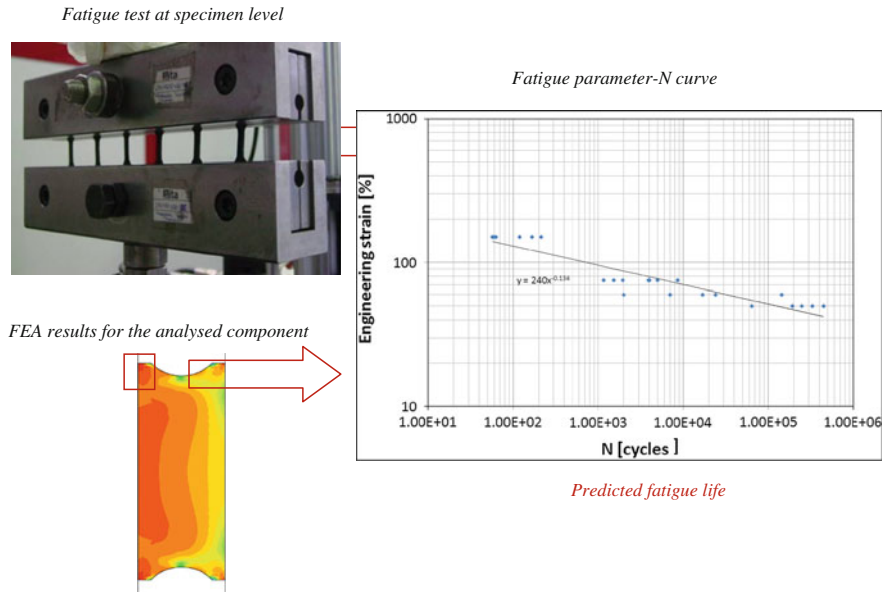 Fatigue test at specimen level
Fatigue parameter-N curve
1000
100
10
Engineering strain [%]
y = 240x^-0.134
1.00E+01 1.00E+02 1.00E+03 1.00E+04 1.00E+05 1.00E+06
N [cycles]
FEA results for the analysed component
Predicted fatigue life